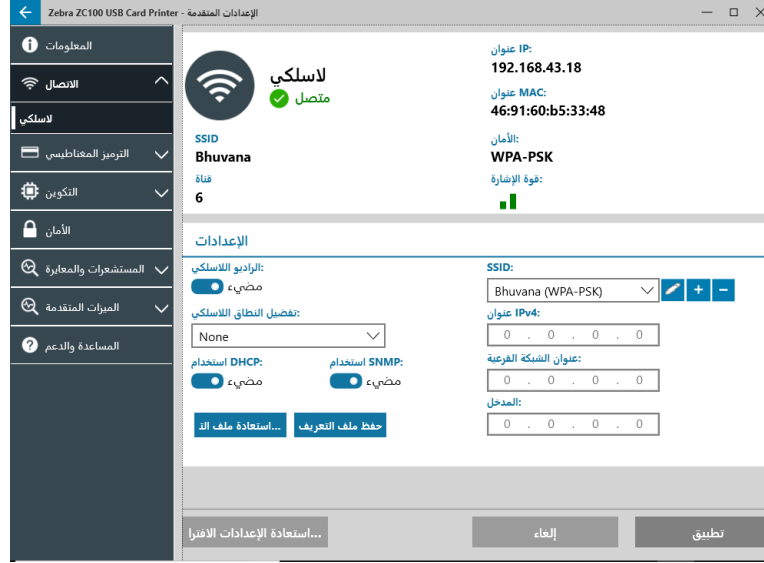 Zebra ZC100 USB Card Printer - الإعدادات المتقدمة
المعلومات
الاتصال
لاسلكي
الترميز المغناطيسي
التكوين
الأمان
المستشعرات والمعايرة
الميزات المتقدمة
المساعدة والدعم
لاسلكي
متصل
عنوان IP:
192.168.43.18
عنوان MAC:
46:91:60:b5:33:48
SSID
Bhuvana
الأمان:
WPA-PSK
قناة
6
قوة الإشارة:
الإعدادات
الراديو اللاسلكي:
مضيء
SSID:
Bhuvana (WPA-PSK)
تفضيل النطاق اللاسلكي:
None
عنوان IPv4:
0 . 0 . 0 . 0
استخدام DHCP:
مضيء
استخدام SNMP:
مضيء
عنوان الشبكة الفرعية:
0 . 0 . 0 . 0
المدخل:
0 . 0 . 0 . 0
استعادة ملف الت...
حفظ ملف التعريف
استعادة الإعدادات الافترا...
إلغاء
تطبيق